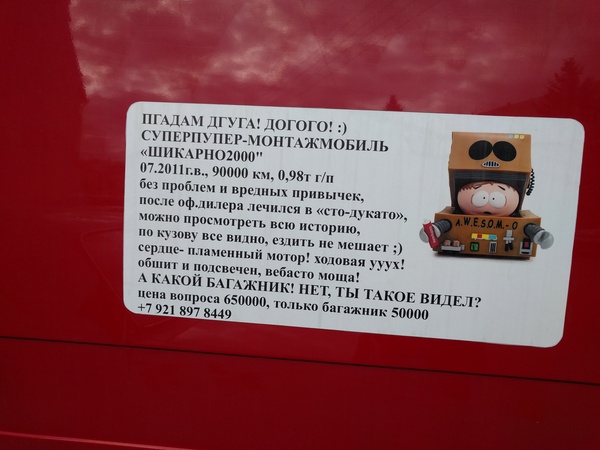 ПГАДАМ ДГУГА! ДОГОГО! :)
СУПЕРПУПЕР-МОНТАЖМОБИЛЬ
«ШИКАРНО2000"
07.2011г.в., 90000 км, 0,98т г/п
без проблем и вредных привычек,
после оф.дилера лечился в «сто-дукато»,
можно просмотреть всю историю,
по кузову все видно, ездить не мешает ;)
сердце- пламенный мотор! ходовая ууух!
обшит и подсвечен, вебасто моща!
А КАКОЙ БАГАЖНИК! НЕТ, ТЫ ТАКОЕ ВИДЕЛ?
цена вопроса 650000, только багажник 50000
+7 921 897 8449
A.W.E.S.O.M.-O